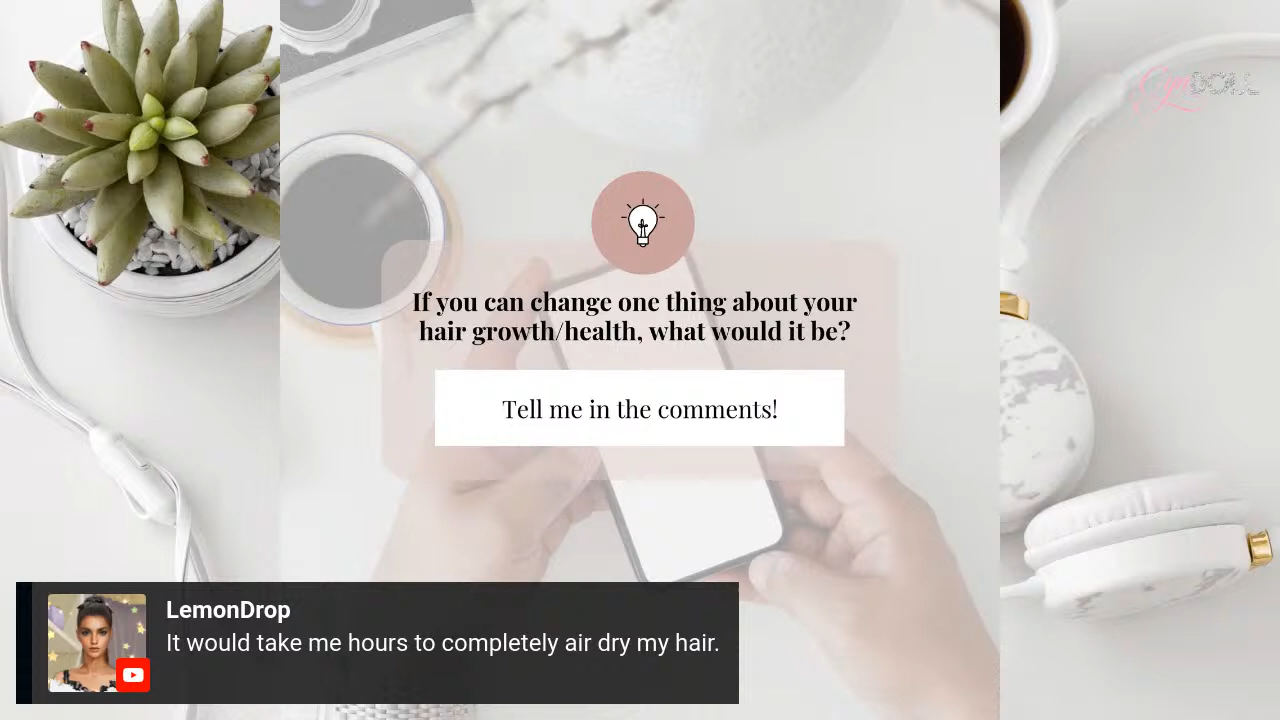 CynDOLL
If you can change one thing about your
hair growth/health, what would it be?
Tell me in the comments!
LemonDrop
It would take me hours to completely air dry my hair.